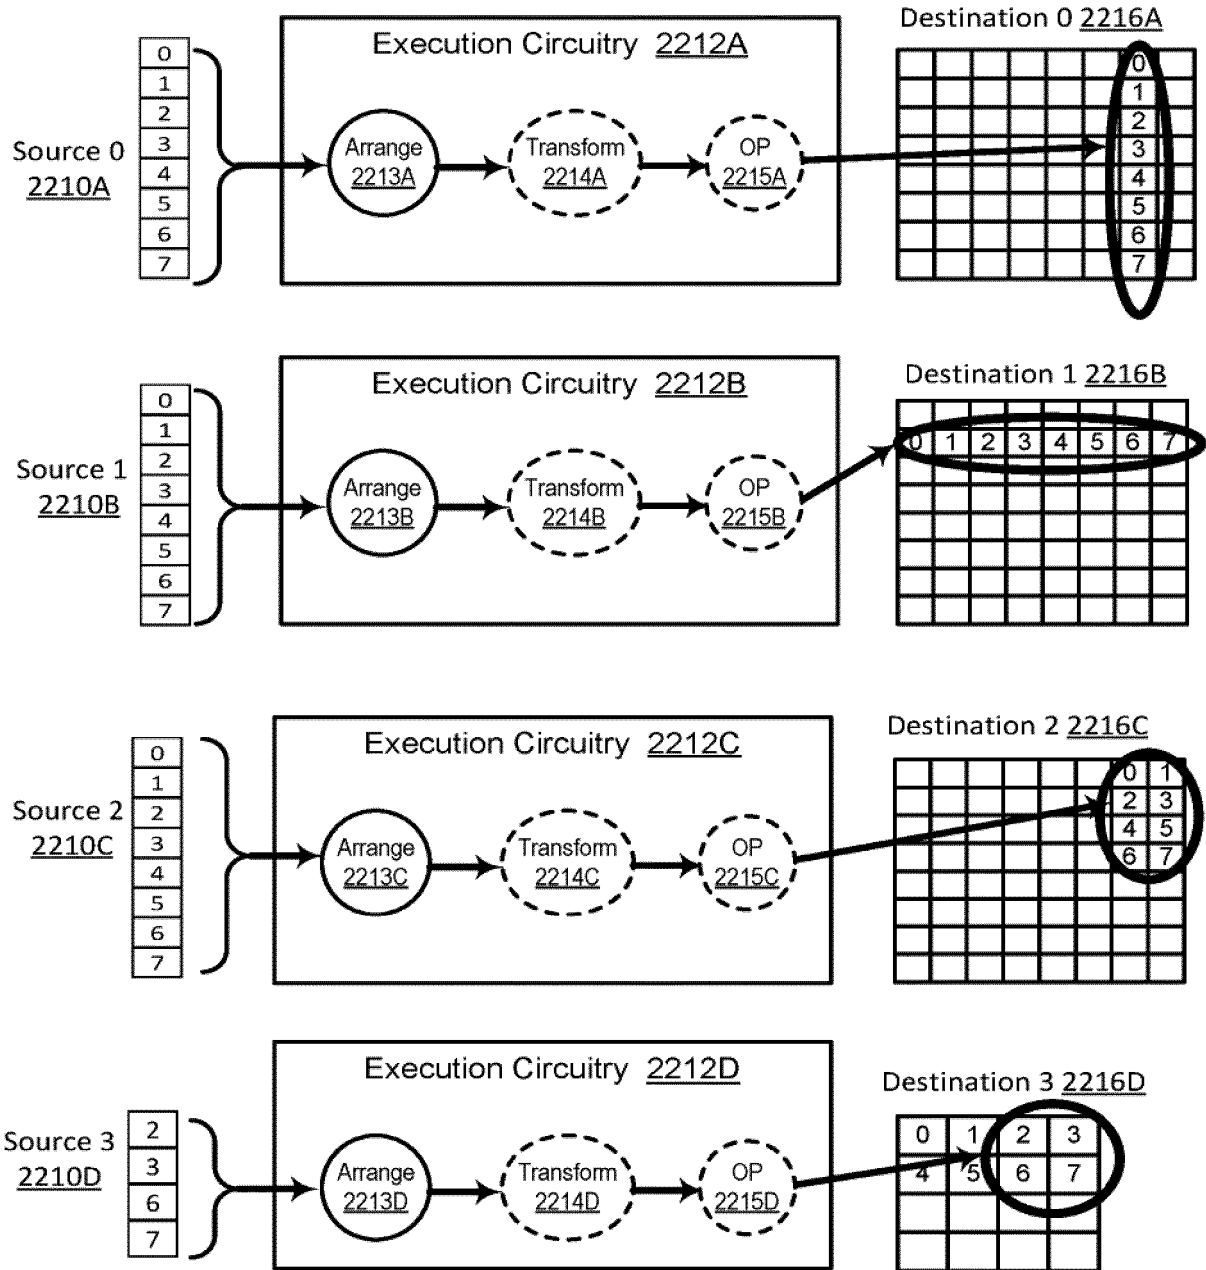 Destination 0 2216A
Execution Circuitry 2212A
Source 0
2210A
0
1
2
3
4
5
6
7
Arrange
2213A
Transform
2214A
OP
2215A
0
1
2
3
4
5
6
7
Execution Circuitry 2212B
Destination 1 2216B
Source 1
2210B
0
1
2
3
4
5
6
7
Arrange
2213B
Transform
2214B
OP
2215B
0 1 2 3 4 5 6 7
Destination 2 2216C
Execution Circuitry 2212C
Source 2
2210C
0
1
2
3
4
5
6
7
Arrange
2213C
Transform
2214C
OP
2215C
0 1
2 3
4 5
6 7
Execution Circuitry 2212D
Destination 3 2216D
Source 3
2210D
2
3
6
7
Arrange
2213D
Transform
2214D
OP
2215D
0 1 2 3
4 5 6 7